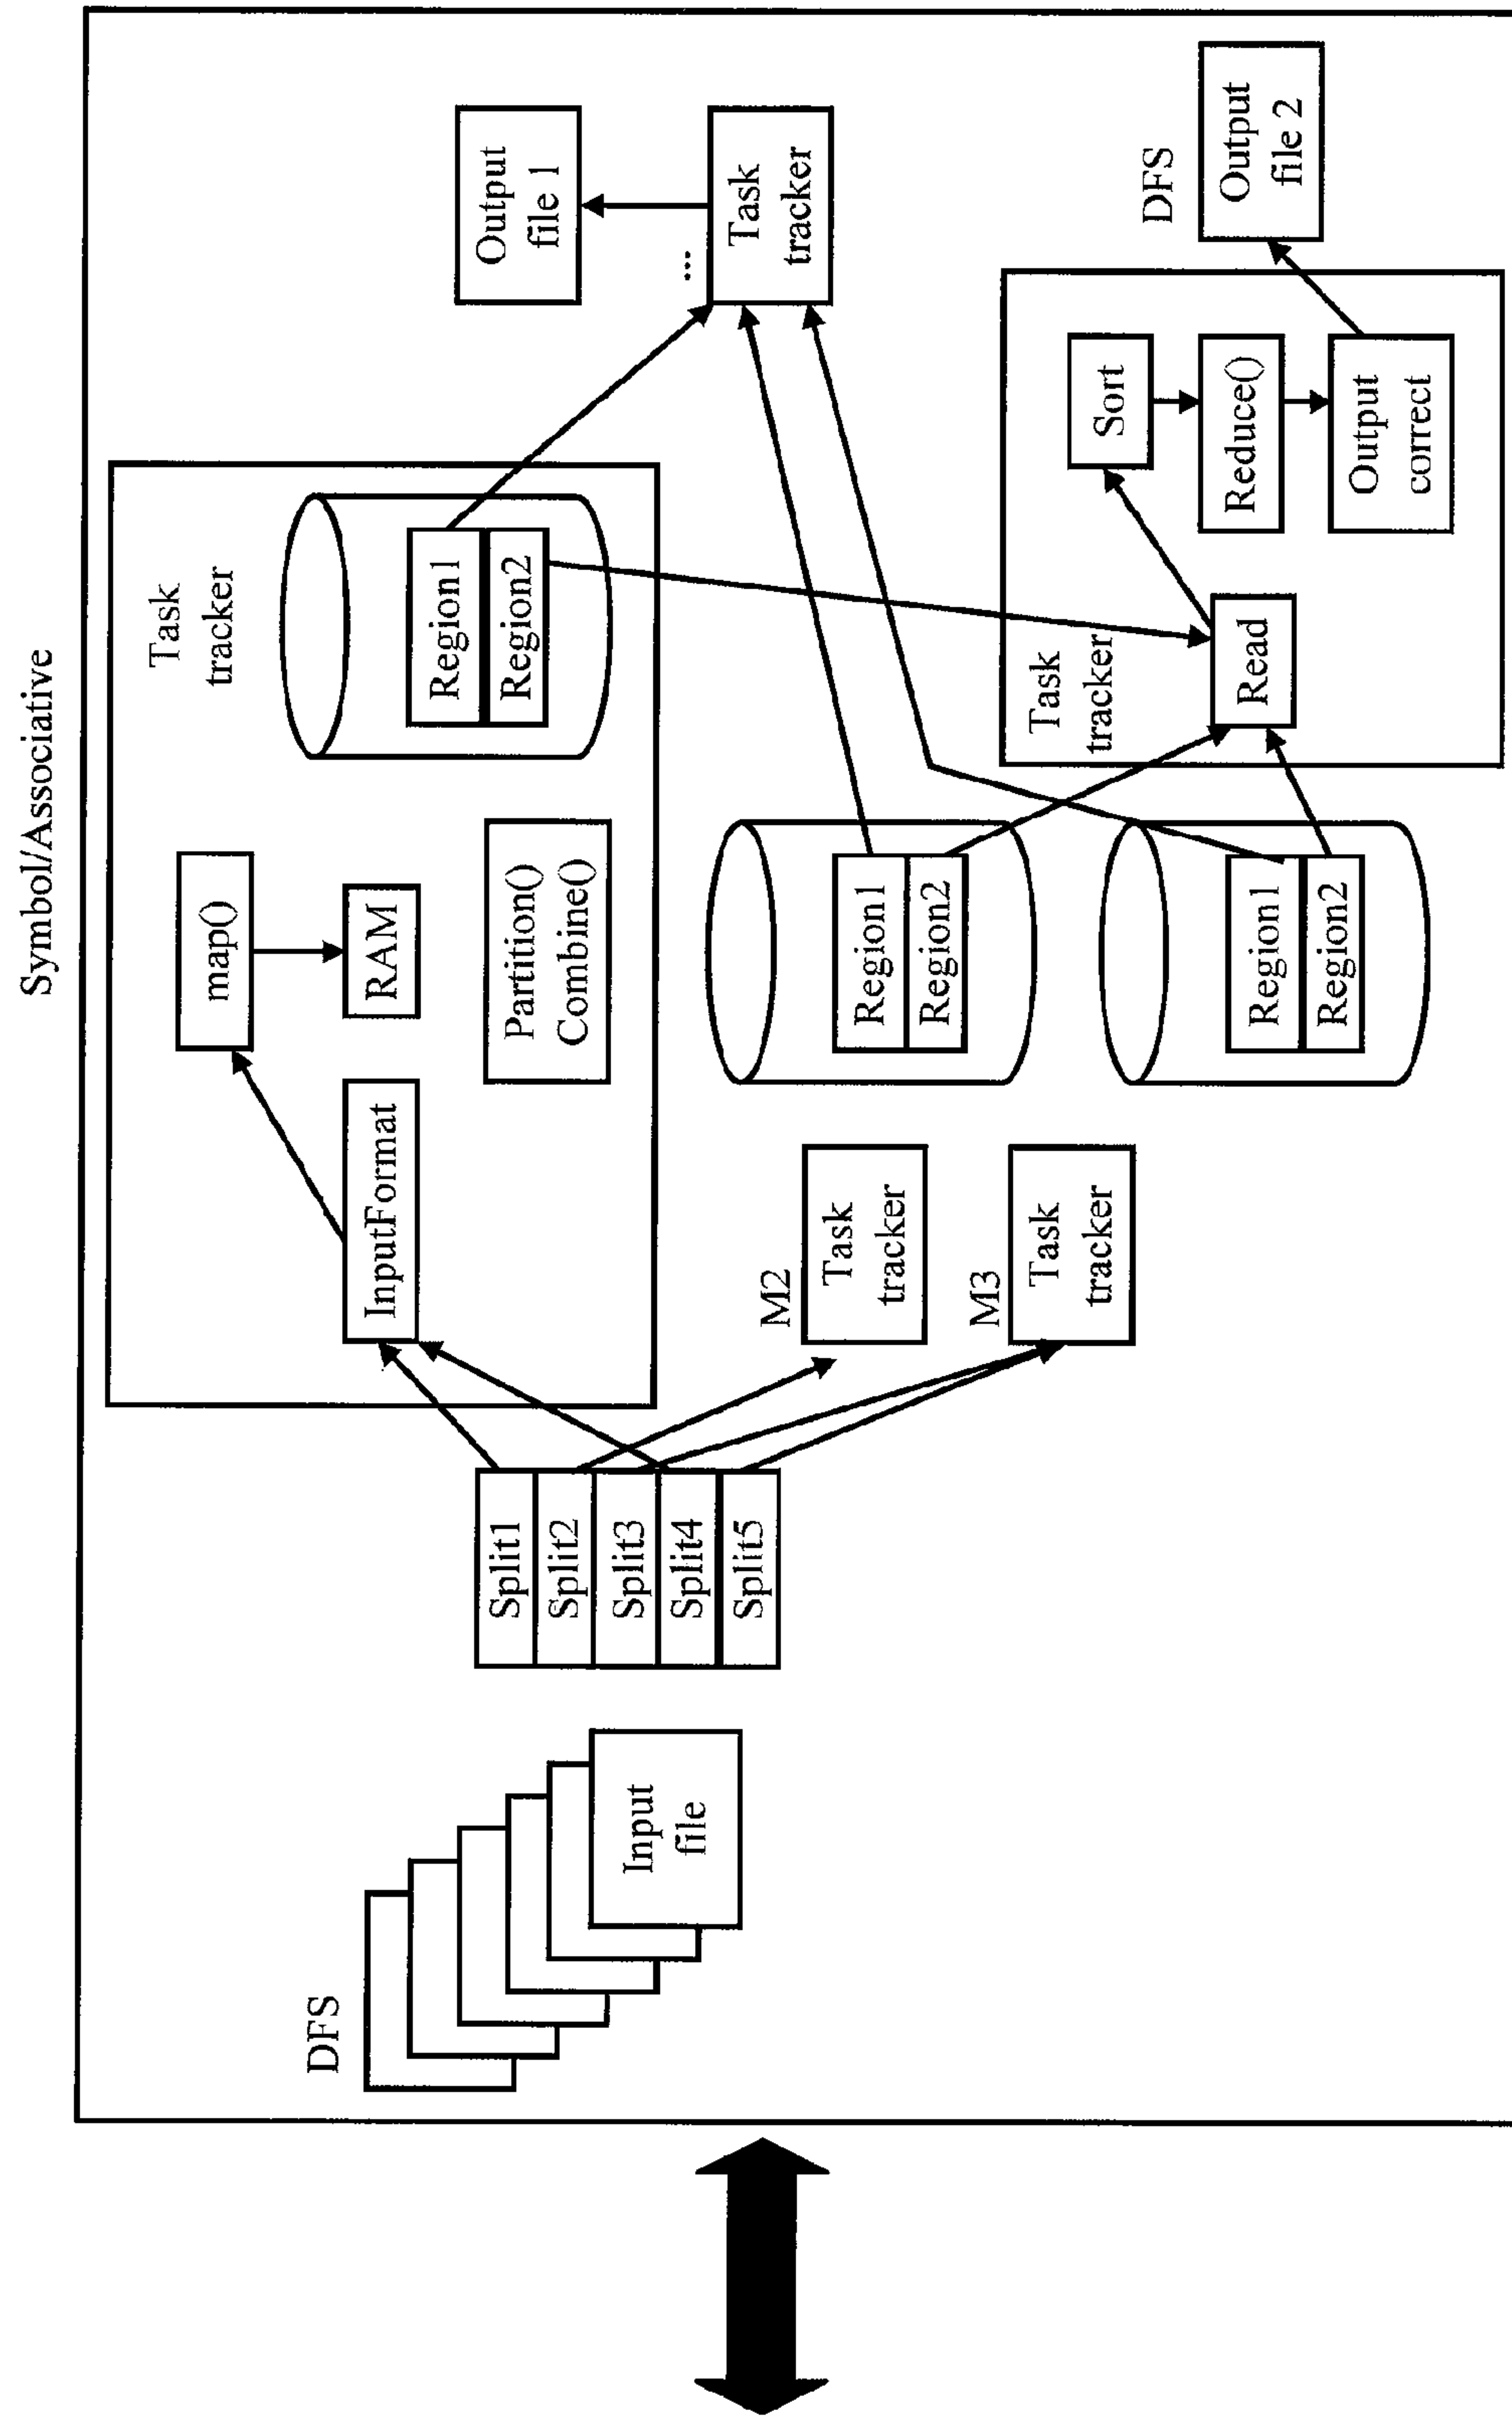 Symbol/Associative
DFS
Input
file
Split1
Split2
Split3
Split4
Split5
InputFormat
map()
RAM
Partition()
Combine()
Task
tracker
Region1
Region2
M2
Task
tracker
M3
Task
tracker
Region1
Region2
Region1
Region2
Output
file 1
...
Task
tracker
Task
tracker
Read
Sort
Reduce()
Output
correct
DFS
Output
file 2